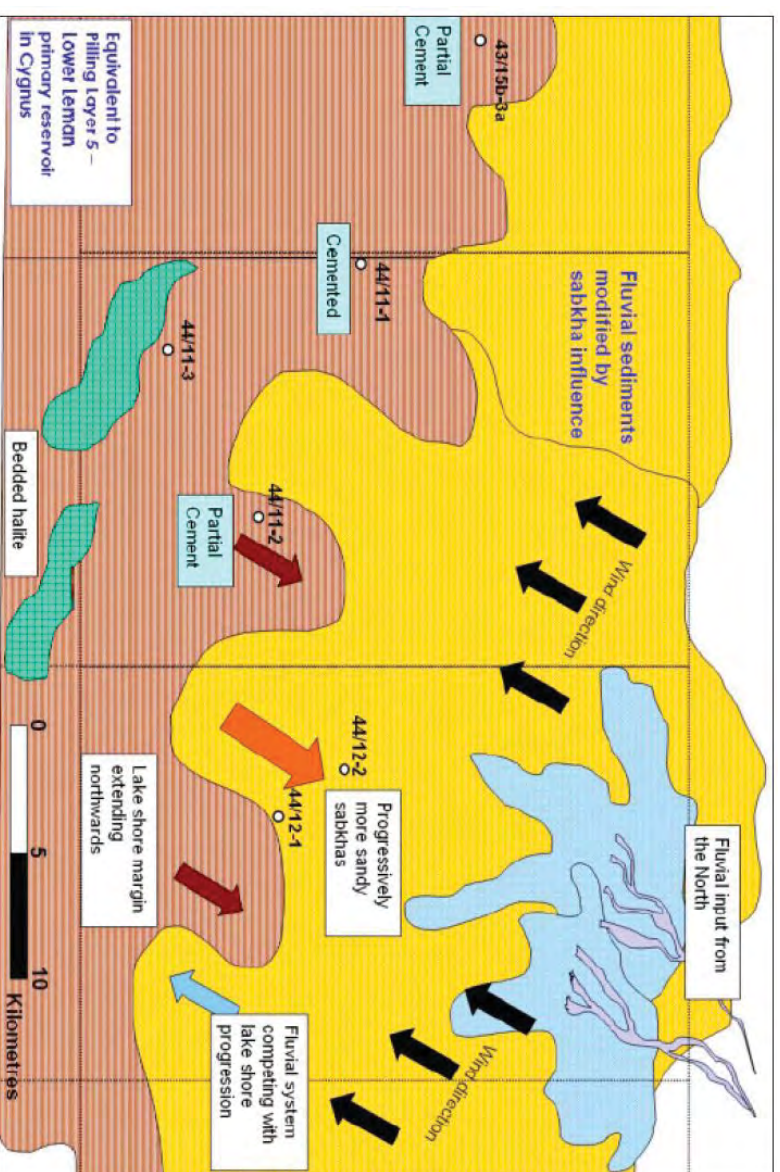 43/15b-3a
Partial
Cement
Equivalent to
Pilling Layer 5 –
Lower Leman
primary reservoir
in Cygnus
Fluvial sediments
modified by
sabkha influence
44/11-1
Cemented
44/11-3
Bedded halite
44/11-2
Partial
Cement
Wind direction
Fluvial input from
the North
44/12-2
Progressively
more sandy
sabkhas
44/12-1
Lake shore margin
extending
northwards
Wind direction
Fluvial system
competing with
lake shore
progression
0
5
10
Kilometres